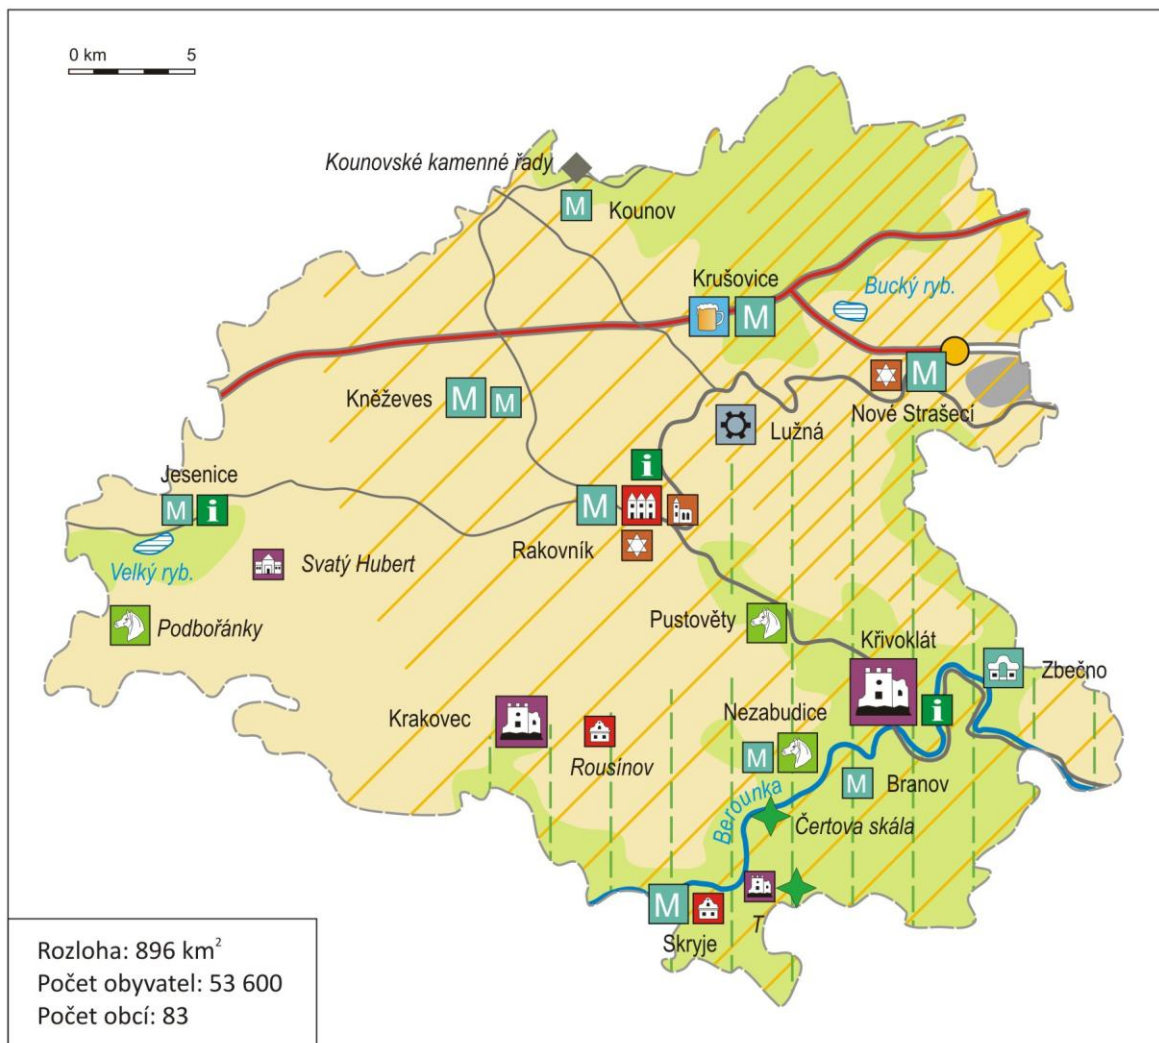 0 km 5
Kounovské kamenné řady
M
Kounov
Krušovice
M
Bucký ryb.
Kněževes
M M
M
Nové Strašecí
Lužná
Jesenice
M i
i
M
Rakovník
Velký ryb.
Svatý Hubert
Podbořánky
Pustověty
Křivoklát
Zbečno
i
Krakovec
Nezabudice
M
Rousínov
M
Branov
Berounka
Čertova skála
M
Skryje
T
Rozloha: 896 km²
Počet obyvatel: 53 600
Počet obcí: 83